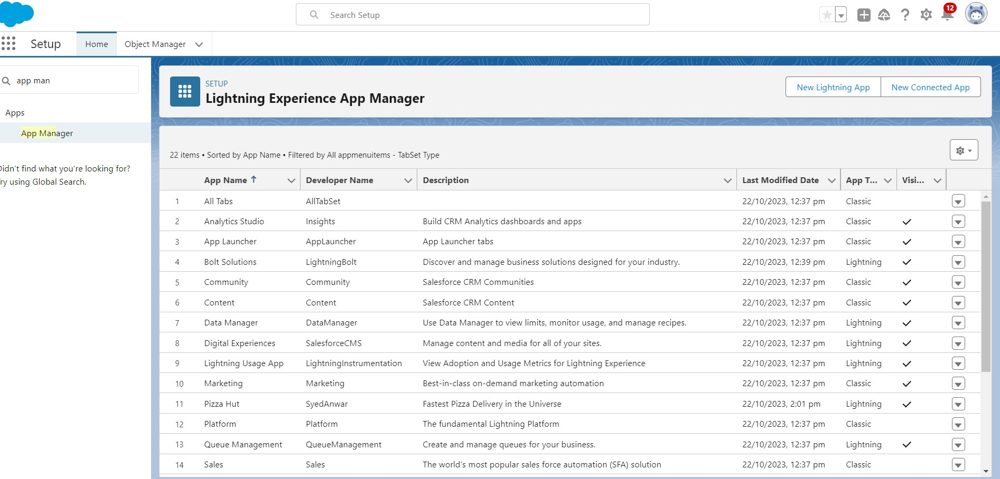 Search Setup
12
Setup
Home
Object Manager
app man
Apps
App Manager
Didn't find what you're looking for?
Try using Global Search.
SETUP
Lightning Experience App Manager
New Lightning App
New Connected App
22 items • Sorted by App Name • Filtered by All appmenuitems - TabSet Type
App Name Developer Name Description Last Modified Date App T... Visi...
1 All Tabs AllTabSet 22/10/2023, 12:37 pm Classic
2 Analytics Studio Insights Build CRM Analytics dashboards and apps 22/10/2023, 12:37 pm Classic
3 App Launcher AppLauncher App Launcher tabs 22/10/2023, 12:37 pm Classic
4 Bolt Solutions LightningBolt Discover and manage business solutions designed for your industry. 22/10/2023, 12:39 pm Lightning
5 Community Community Salesforce CRM Communities 22/10/2023, 12:37 pm Classic
6 Content Content Salesforce CRM Content 22/10/2023, 12:37 pm Classic
7 Data Manager DataManager Use Data Manager to view limits, monitor usage, and manage recipes. 22/10/2023, 12:37 pm Lightning
8 Digital Experiences SalesforceCMS Manage content and media for all of your sites. 22/10/2023, 12:37 pm Lightning
9 Lightning Usage App LightningInstrumentation View Adoption and Usage Metrics for Lightning Experience 22/10/2023, 12:37 pm Lightning
10 Marketing Marketing Best-in-class on-demand marketing automation 22/10/2023, 12:37 pm Classic
11 Pizza Hut SyedAnwar Fastest Pizza Delivery in the Universe 22/10/2023, 2:01 pm Lightning
12 Platform Platform The fundamental Lightning Platform 22/10/2023, 12:37 pm Classic
13 Queue Management QueueManagement Create and manage queues for your business. 22/10/2023, 12:37 pm Lightning
14 Sales Sales The world's most popular sales force automation (SFA) solution 22/10/2023, 12:37 pm Classic